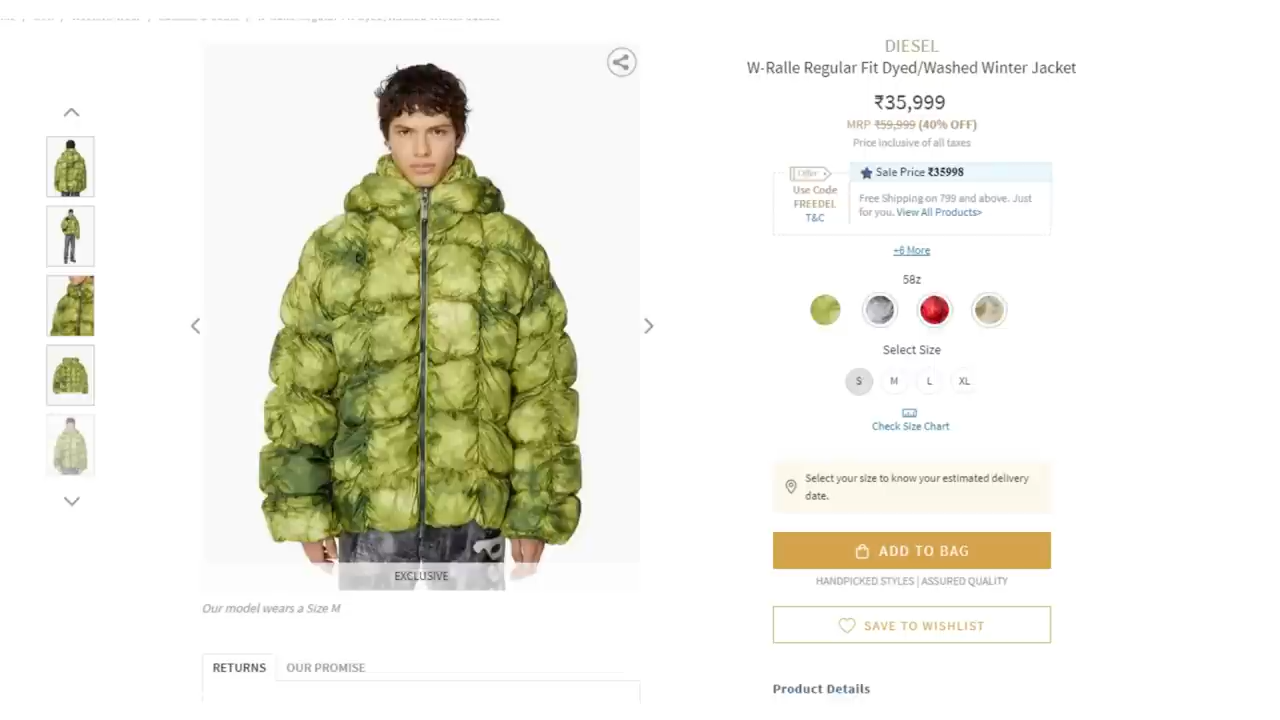 DIESEL
W-Ralle Regular Fit Dyed/Washed Winter Jacket
₹35,999
MRP ₹59,999 (40% OFF)
Price inclusive of all taxes
Offer
Use Code
FREEDEL
T&C
Sale Price ₹35998
Free Shipping on 799 and above. Just
for you. View All Products>
+6 More
58z
Select Size
S M L XL
Check Size Chart
Select your size to know your estimated delivery
date.
ADD TO BAG
HANDPICKED STYLES | ASSURED QUALITY
SAVE TO WISHLIST
Product Details
EXCLUSIVE
Our model wears a Size M
RETURNS OUR PROMISE